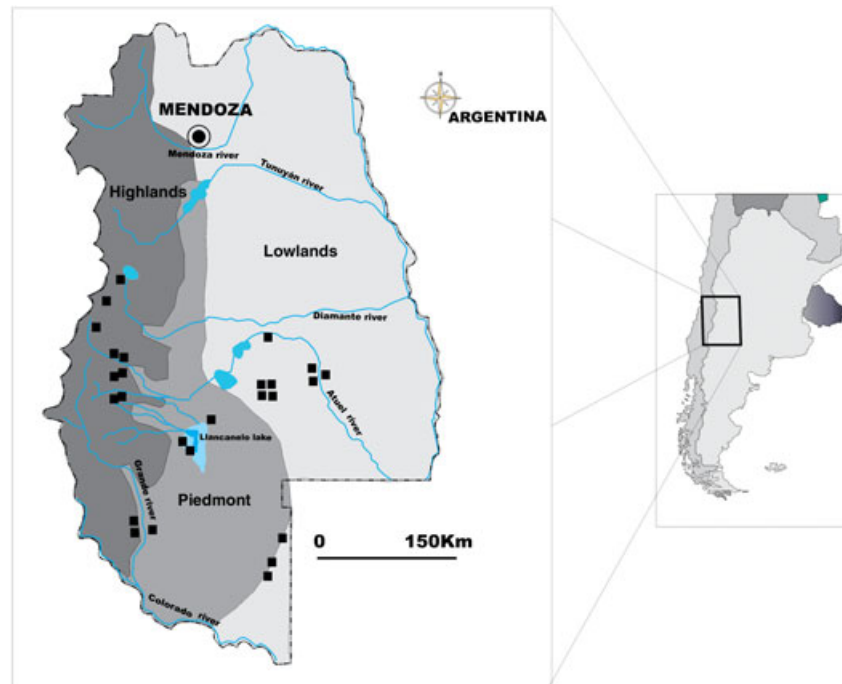 MENDOZA
ARGENTINA
Mendoza river
Tunuyán river
Highlands
Lowlands
Diamante river
Atuel river
Llancanelo lake
Grande river
Piedmont
0 150Km
Colorado river